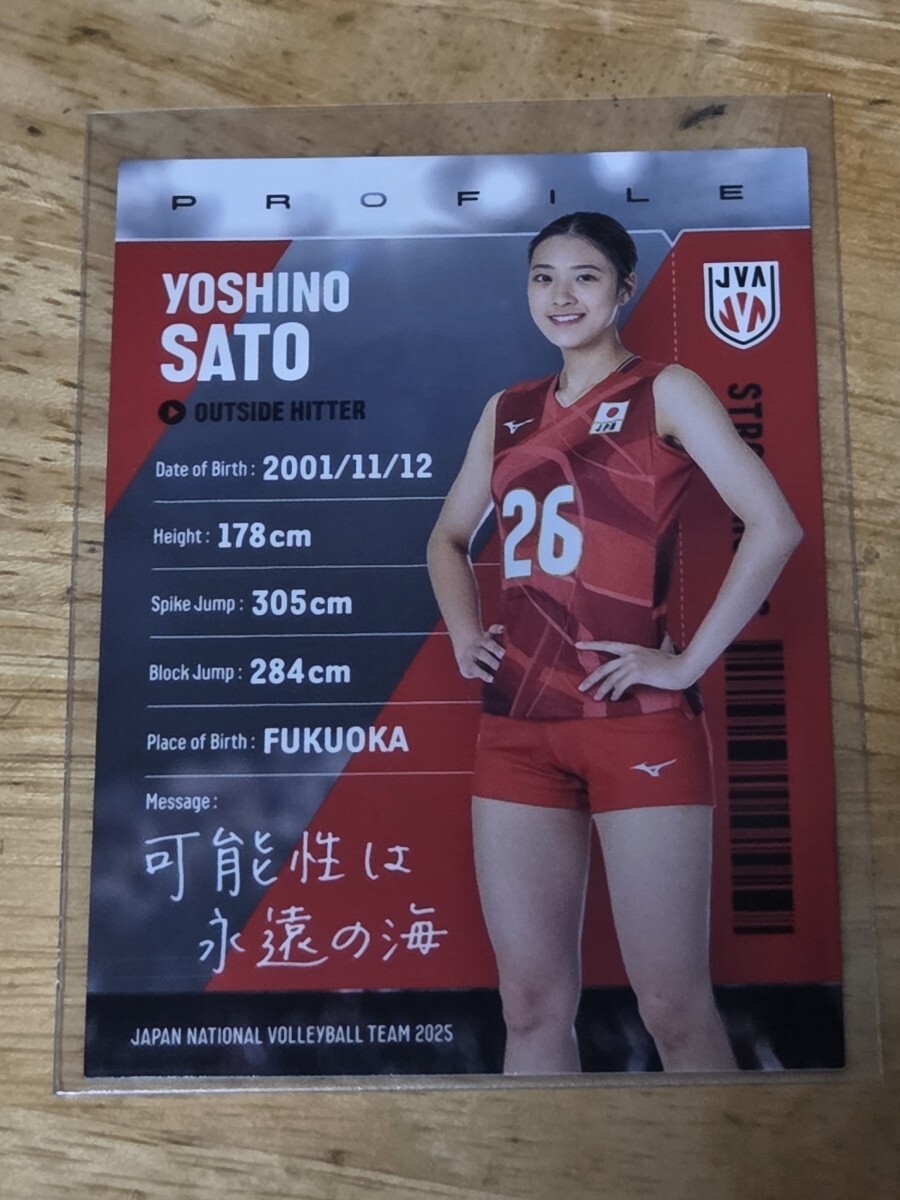 PROFILE
JVA
YOSHINO
SATO
OUTSIDE HITTER
Date of Birth: 2001/11/12
Height: 178cm
Spike Jump: 305cm
Block Jump: 284cm
Place of Birth: FUKUOKA
Message:
可能性は
永遠の海
JAPAN NATIONAL VOLLEYBALL TEAM 2025
JPA
26